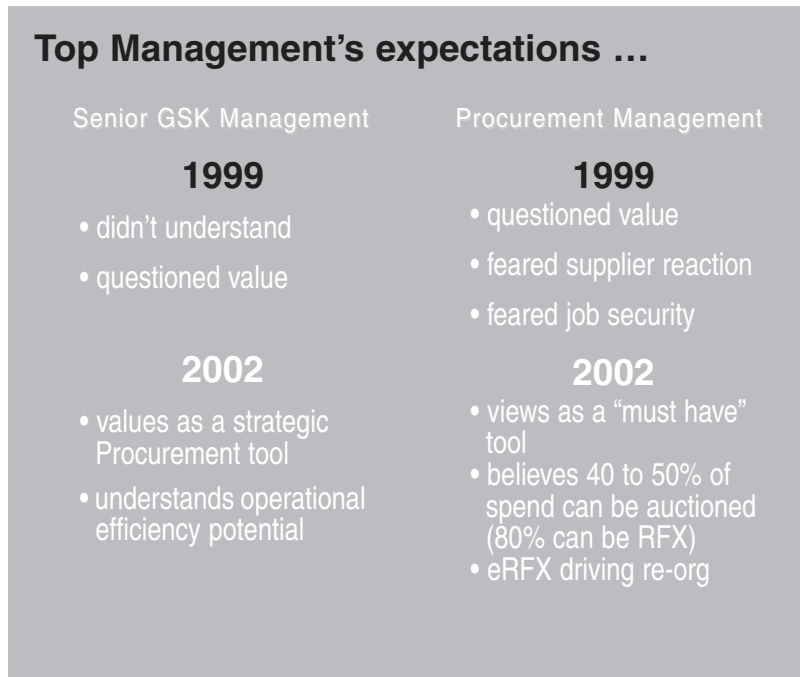 Top Management’s expectations …
Senior GSK Management
1999
• didn’t understand
• questioned value
2002
• values as a strategic
Procurement tool
• understands operational
efficiency potential
Procurement Management
1999
• questioned value
• feared supplier reaction
• feared job security
2002
• views as a “must have”
tool
• believes 40 to 50% of
spend can be auctioned
(80% can be RFX)
• eRFX driving re-org